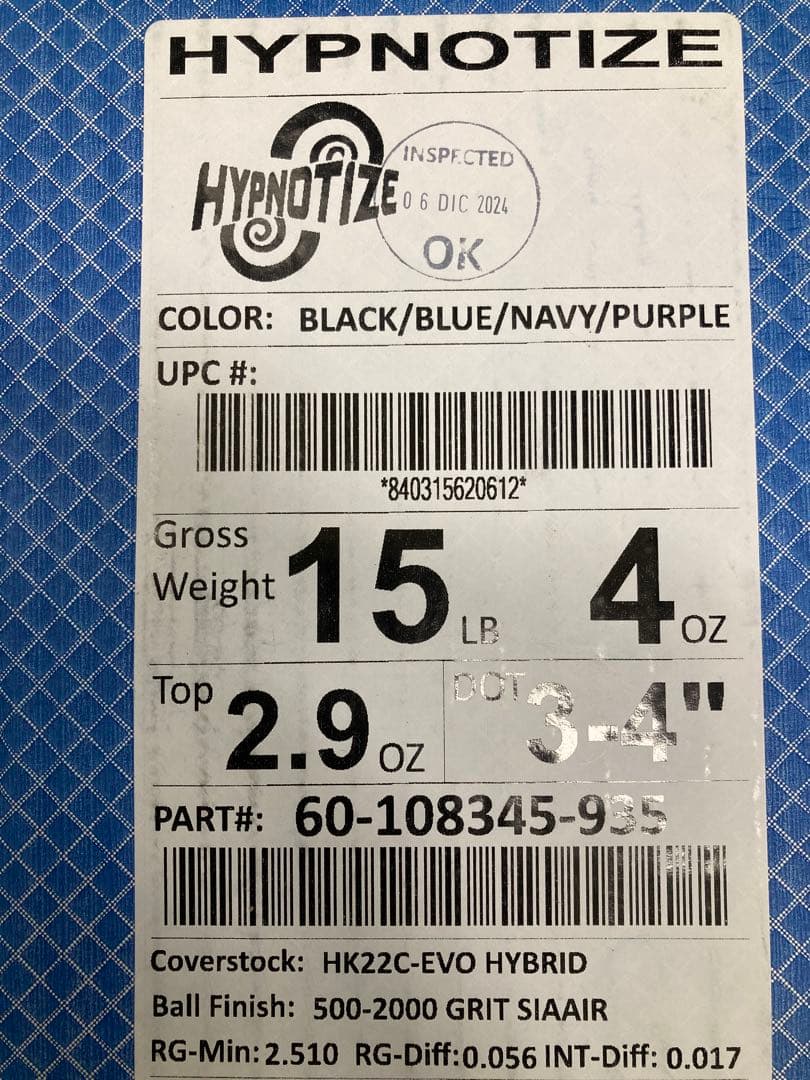 HYPNOTIZE
HYPNOTIZE
INSPECTED
06 DIC 2024
OK
COLOR: BLACK/BLUE/NAVY/PURPLE
UPC #:
*840315620612*
Gross Weight 15 LB 4 OZ
Top 2.9 OZ DOT 3-4"
PART#: 60-108345-935
Coverstock: HK22C-EVO HYBRID
Ball Finish: 500-2000 GRIT SIAAIR
RG-Min: 2.510 RG-Diff: 0.056 INT-Diff: 0.017